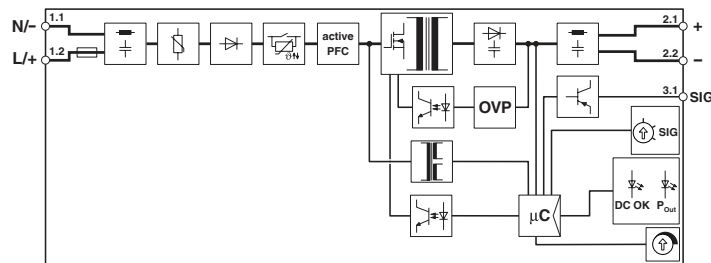 N/-
1.1
L/+
1.2
ϑ
active
PFC
2.1
+
2.2
−
OVP
3.1
SIG
SIG
µC
DC OK
P Out